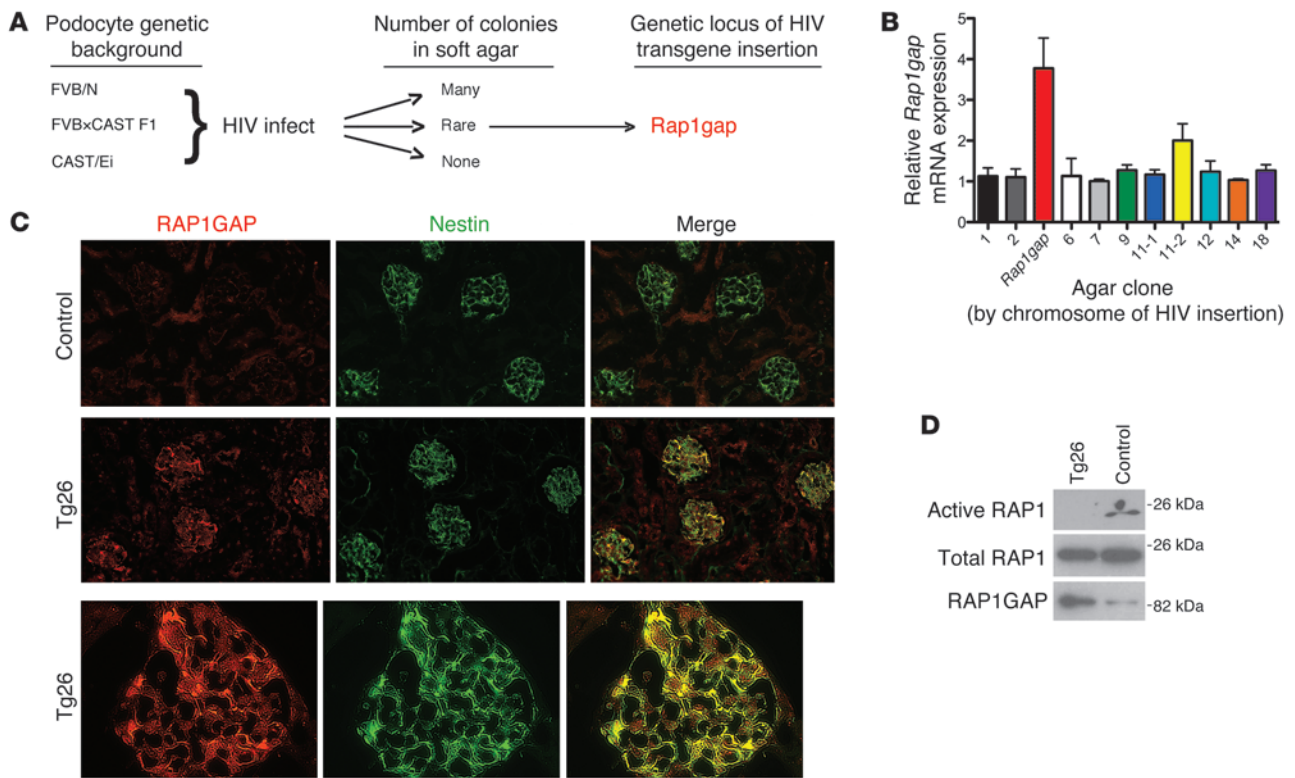 A
Podocyte genetic
background
Number of colonies
in soft agar
Genetic locus of HIV
transgene insertion
FVB/N
FVB×CAST F1
CAST/Ei
}
HIV infect
Many
Rare
None
Rap1gap
B
Relative Rap1gap
mRNA expression
5
4
3
2
1
0
1
2
Rap1gap
6
7
9
11-1
11-2
12
14
18
Agar clone
(by chromosome of HIV insertion)
C
RAP1GAP
Nestin
Merge
Control
Tg26
Tg26
D
Tg26
Control
Active RAP1
-26 kDa
Total RAP1
-26 kDa
RAP1GAP
-82 kDa